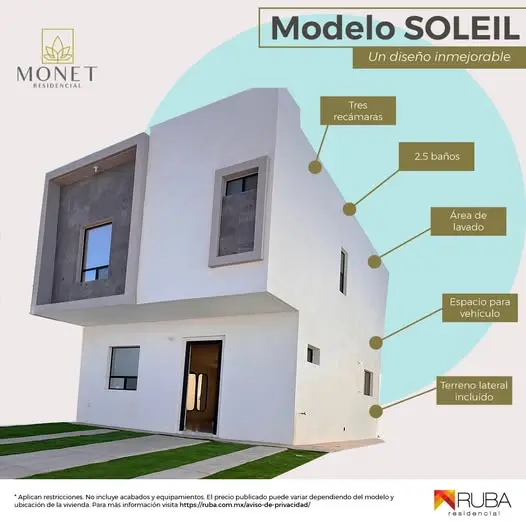 MONET
RESIDENCIAL
Modelo SOLEIL
Un diseño inmejorable
Tres
recámaras
2.5 baños
Área de
lavado
Espacio para
vehículo
Terreno lateral
incluido
* Aplican restricciones. No incluye acabados y equipamientos. El precio publicado puede variar dependiendo del modelo y
ubicación de la vivienda. Para más información visita https://ruba.com.mx/aviso-de-privacidad/
RUBA
residencial